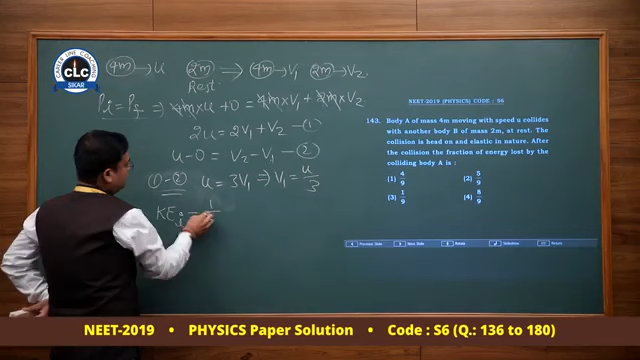 CAREER LINE COACHING
CLC
SIKAR
4m → u 2m ⇒ 4m → V₁ 2m → V₂
Rest
Pᵢ = P_f ⇒ 4m×u + 0 = 4m×V₁ + 2m×V₂
2u = 2V₁ + V₂ —①
u − 0 = V₂ − V₁ —②
①−② u = 3V₁ ⇒ V₁ = u/3
KE = 1
NEET-2019 (PHYSICS) CODE : S6
143. Body A of mass 4m moving with speed u collides
with another body B of mass 2m, at rest. The
collision is head on and elastic in nature. After
the collision the fraction of energy lost by the
colliding body A is :
(1) 4/9 (2) 5/9
(3) 1/9 (4) 8/9
Previous Slide Next Slide Rotate Slideshow Picture
NEET-2019 • PHYSICS Paper Solution • Code : S6 (Q.: 136 to 180)